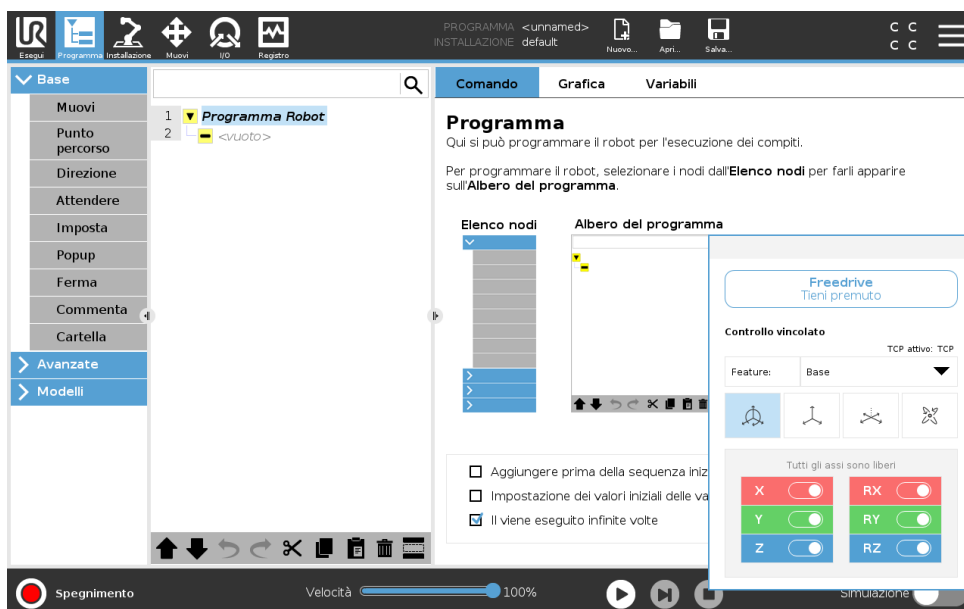 UR
PROGRAMMA <unnamed>
INSTALLAZIONE default
C C
C C
Esegui Programma Installazione Muovi I/O Registro Nuovo... Apri... Salva...
Base
Muovi
Punto
percorso
Direzione
Attendere
Imposta
Popup
Ferma
Commenta
Cartella
Avanzate
Modelli
1 Programma Robot
2 <vuoto>
Comando Grafica Variabili
Programma
Qui si può programmare il robot per l'esecuzione dei compiti.
Per programmare il robot, selezionare i nodi dall'Elenco nodi per farli apparire
sull'Albero del programma.
Elenco nodi Albero del programma
Aggiungere prima della sequenza iniz
Impostazione dei valori iniziali delle va
Il viene eseguito infinite volte
Freedrive
Tieni premuto
Controllo vincolato
TCP attivo: TCP
Feature: Base
Tutti gli assi sono liberi
X RX
Y RY
Z RZ
Spegnimento Velocità 100% Simulazione